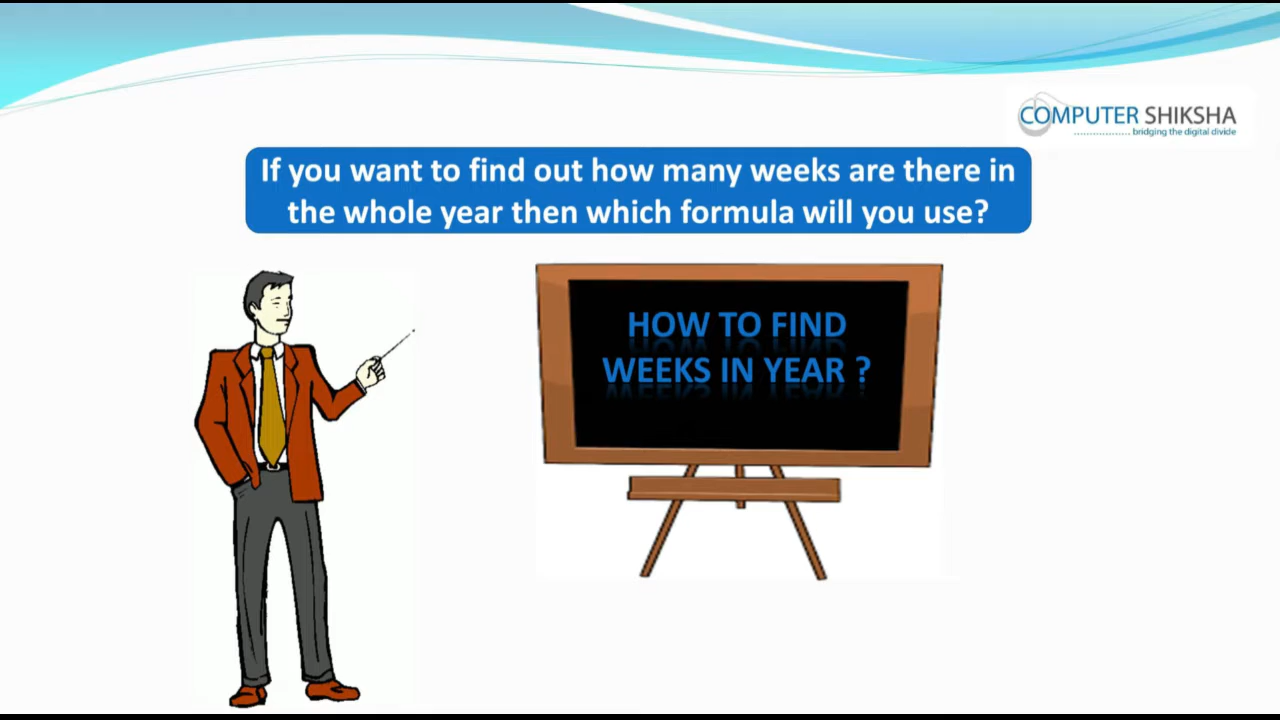 COMPUTER SHIKSHA
bridging the digital divide
If you want to find out how many weeks are there in
the whole year then which formula will you use?
HOW TO FIND
WEEKS IN YEAR ?